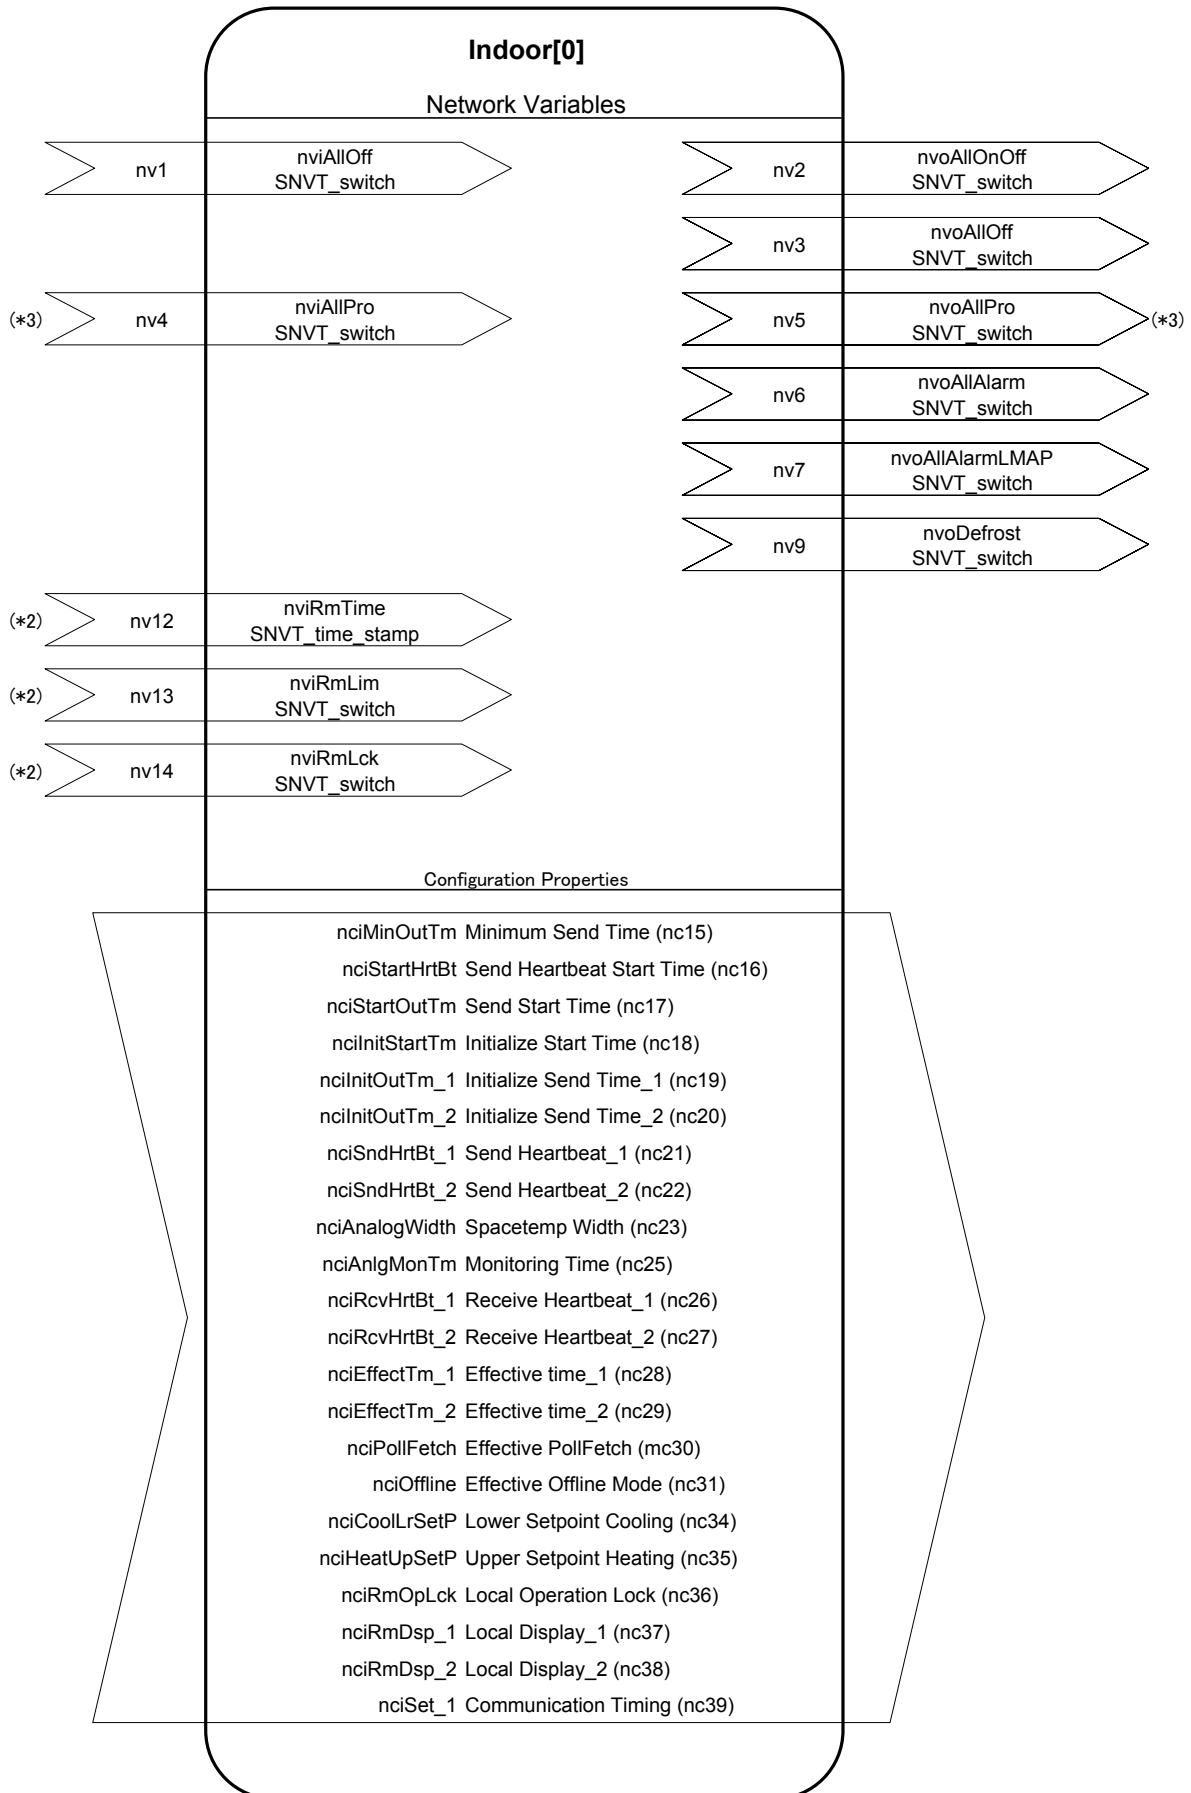 Indoor[0]
Network Variables
nv1 nviAllOff
SNVT_switch
nv2 nvoAllOnOff
SNVT_switch
nv3 nvoAllOff
SNVT_switch
(*3) nv4 nviAllPro
SNVT_switch
nv5 nvoAllPro (*3)
SNVT_switch
nv6 nvoAllAlarm
SNVT_switch
nv7 nvoAllAlarmLMAP
SNVT_switch
nv9 nvoDefrost
SNVT_switch
(*2) nv12 nviRmTime
SNVT_time_stamp
(*2) nv13 nviRmLim
SNVT_switch
(*2) nv14 nviRmLck
SNVT_switch
Configuration Properties
nciMinOutTm Minimum Send Time (nc15)
nciStartHrtBt Send Heartbeat Start Time (nc16)
nciStartOutTm Send Start Time (nc17)
nciInitStartTm Initialize Start Time (nc18)
nciInitOutTm_1 Initialize Send Time_1 (nc19)
nciInitOutTm_2 Initialize Send Time_2 (nc20)
nciSndHrtBt_1 Send Heartbeat_1 (nc21)
nciSndHrtBt_2 Send Heartbeat_2 (nc22)
nciAnalogWidth Spacetemp Width (nc23)
nciAnlgMonTm Monitoring Time (nc25)
nciRcvHrtBt_1 Receive Heartbeat_1 (nc26)
nciRcvHrtBt_2 Receive Heartbeat_2 (nc27)
nciEffectTm_1 Effective time_1 (nc28)
nciEffectTm_2 Effective time_2 (nc29)
nciPollFetch Effective PollFetch (mc30)
nciOffline Effective Offline Mode (nc31)
nciCoolLrSetP Lower Setpoint Cooling (nc34)
nciHeatUpSetP Upper Setpoint Heating (nc35)
nciRmOpLck Local Operation Lock (nc36)
nciRmDsp_1 Local Display_1 (nc37)
nciRmDsp_2 Local Display_2 (nc38)
nciSet_1 Communication Timing (nc39)